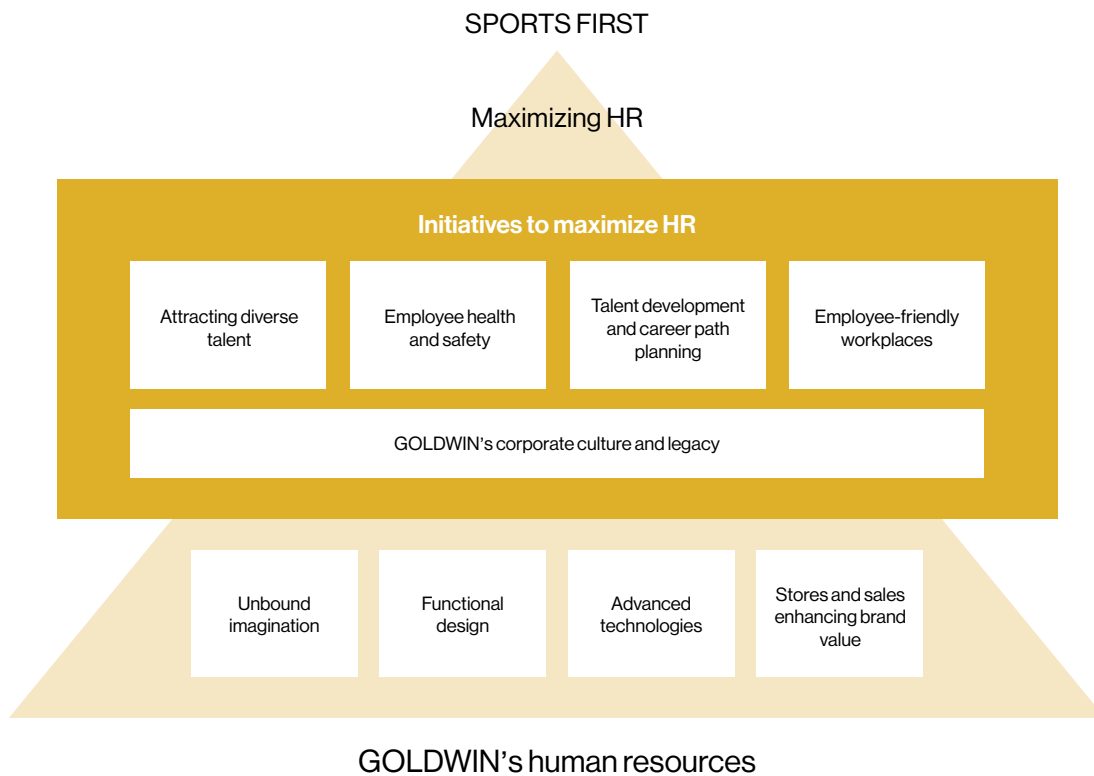 SPORTS FIRST
Maximizing HR
Initiatives to maximize HR
Attracting diverse
talent
Employee health
and safety
Talent development
and career path
planning
Employee-friendly
workplaces
GOLDWIN's corporate culture and legacy
Unbound
imagination
Functional
design
Advanced
technologies
Stores and sales
enhancing brand
value
GOLDWIN's human resources